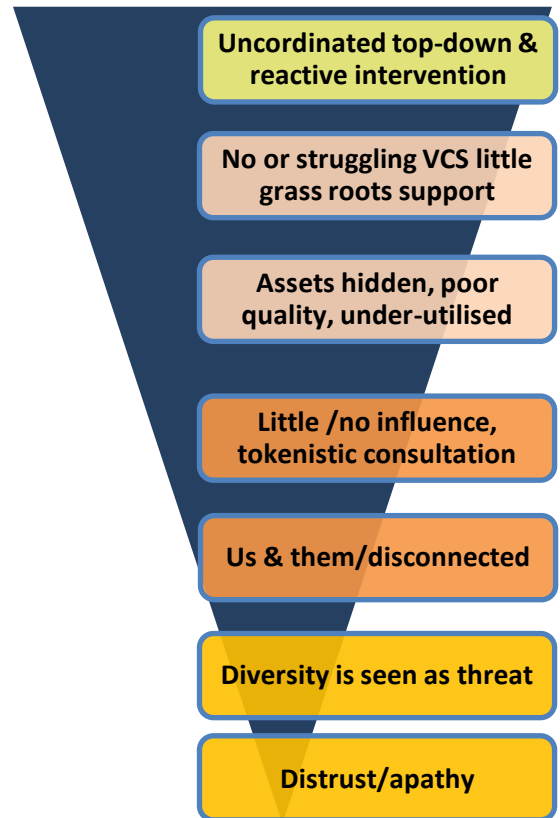 Uncordinated top-down &
reactive intervention
No or struggling VCS little
grass roots support
Assets hidden, poor
quality, under-utilised
Little /no influence,
tokenistic consultation
Us & them/disconnected
Diversity is seen as threat
Distrust/apathy